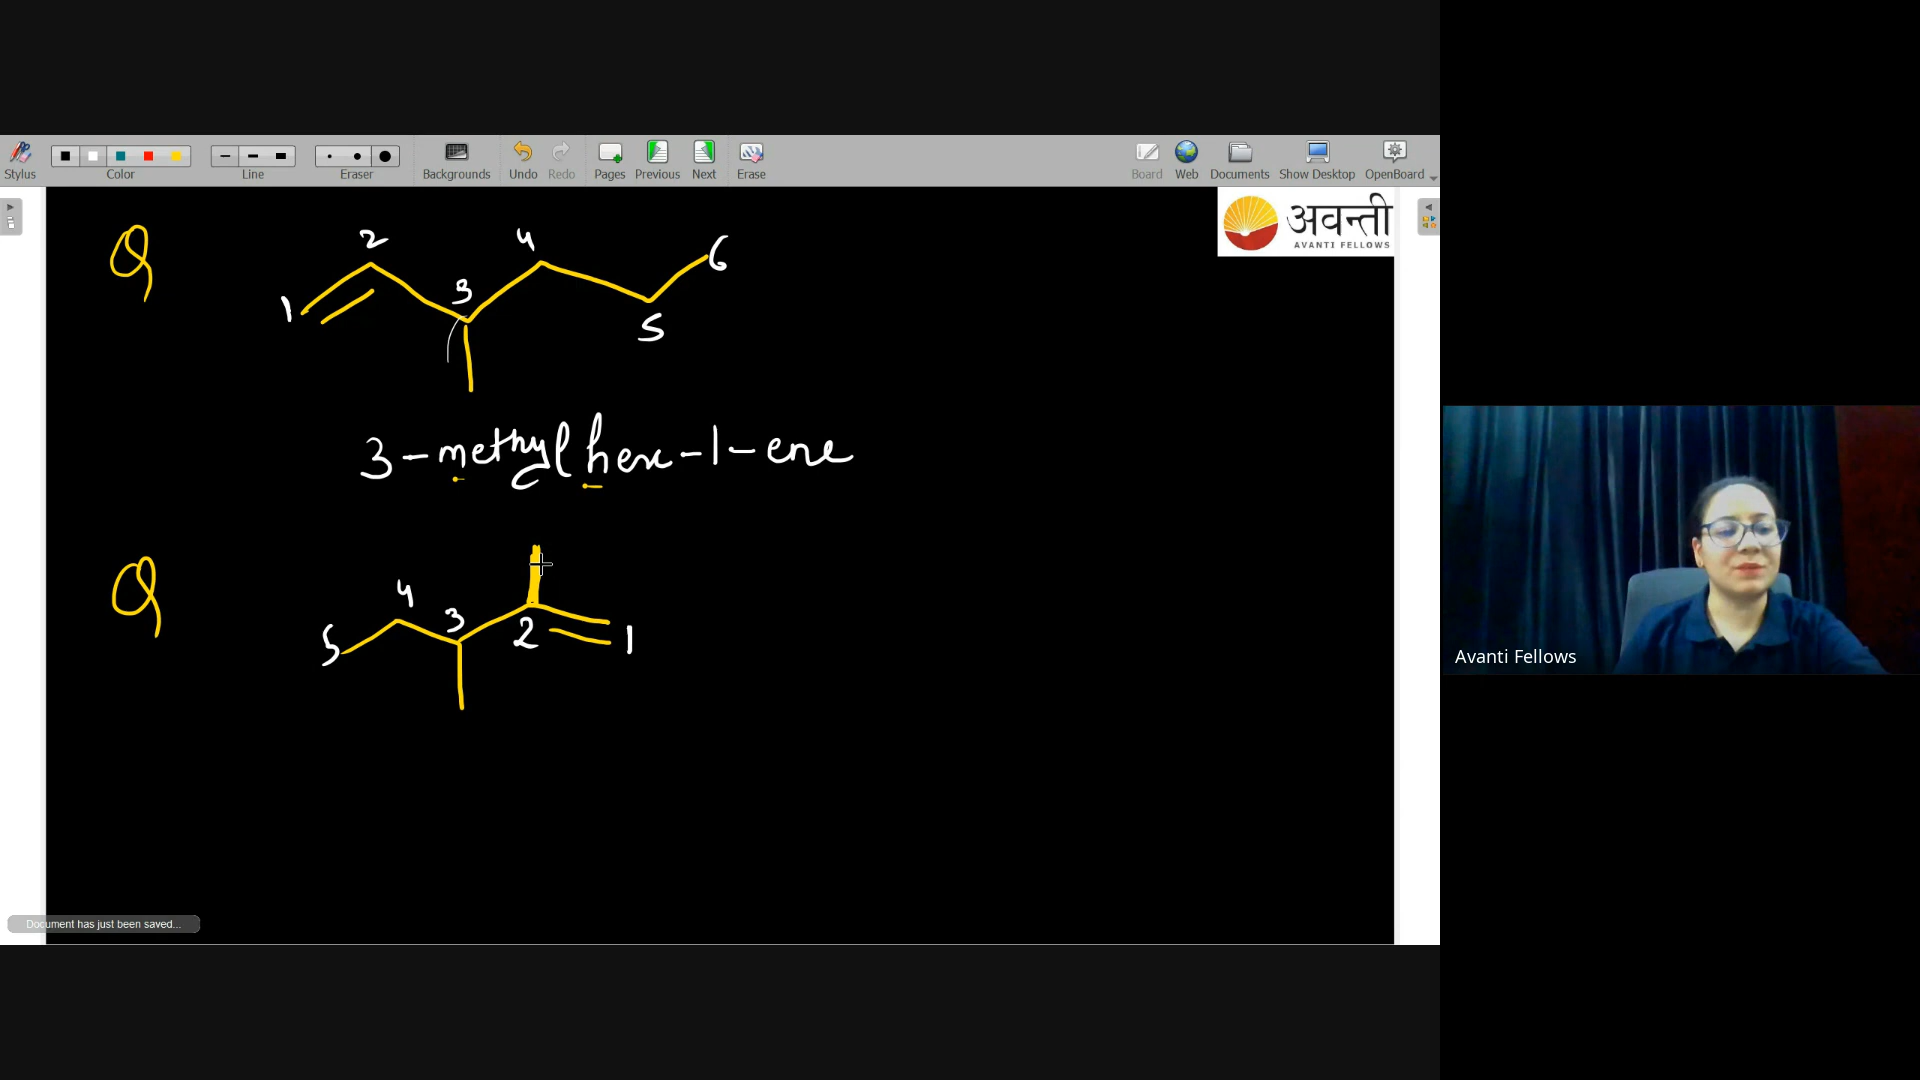 Stylus Color Line Eraser Backgrounds Undo Redo Pages Previous Next Erase Board Web Documents Show Desktop OpenBoard
अवन्ती
AVANTI FELLOWS
Q
1 2 3 4 5 6
3-methylhex-1-ene
Q
5 4 3 2 1
Avanti Fellows
Document has just been saved...